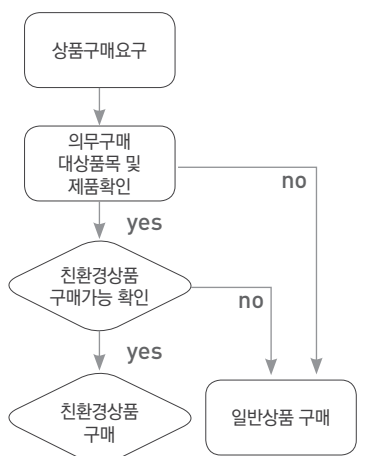 상품구매요구
의무구매
대상품목 및
제품확인
no
yes
친환경상품
구매가능 확인
no
yes
친환경상품
구매
일반상품 구매